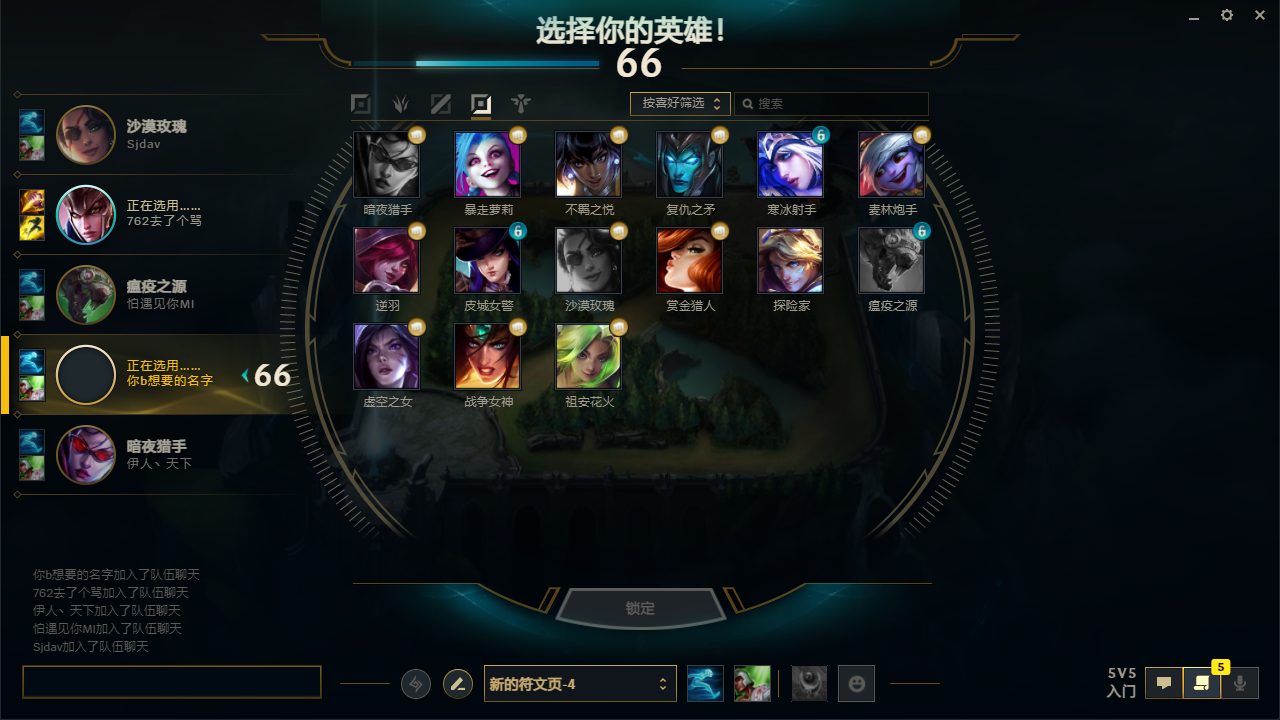 选择你的英雄！
66
按喜好筛选
搜索
沙漠玫瑰
Sjdav
正在选用……
762去了个骂
瘟疫之源
怕遇见你MI
正在选用……
你b想要的名字
66
暗夜猎手
伊人丶天下
暗夜猎手
暴走萝莉
不羁之悦
复仇之矛
6
寒冰射手
麦林炮手
逆羽
6
皮城女警
沙漠玫瑰
赏金猎人
探险家
6
瘟疫之源
虚空之女
战争女神
祖安花火
锁定
你b想要的名字加入了队伍聊天
762去了个骂加入了队伍聊天
伊人丶天下加入了队伍聊天
怕遇见你MI加入了队伍聊天
Sjdav加入了队伍聊天
新的符文页-4
5V5
入门
5